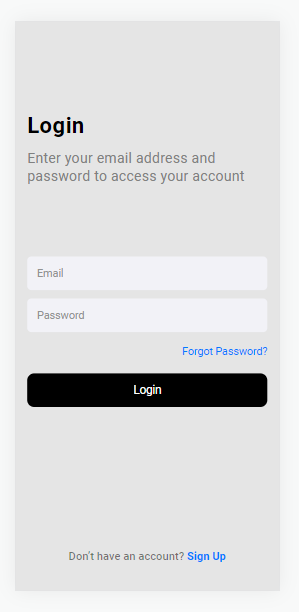 Login
Enter your email address and
password to access your account
Email
Password
Forgot Password?
Login
Don't have an account? Sign Up